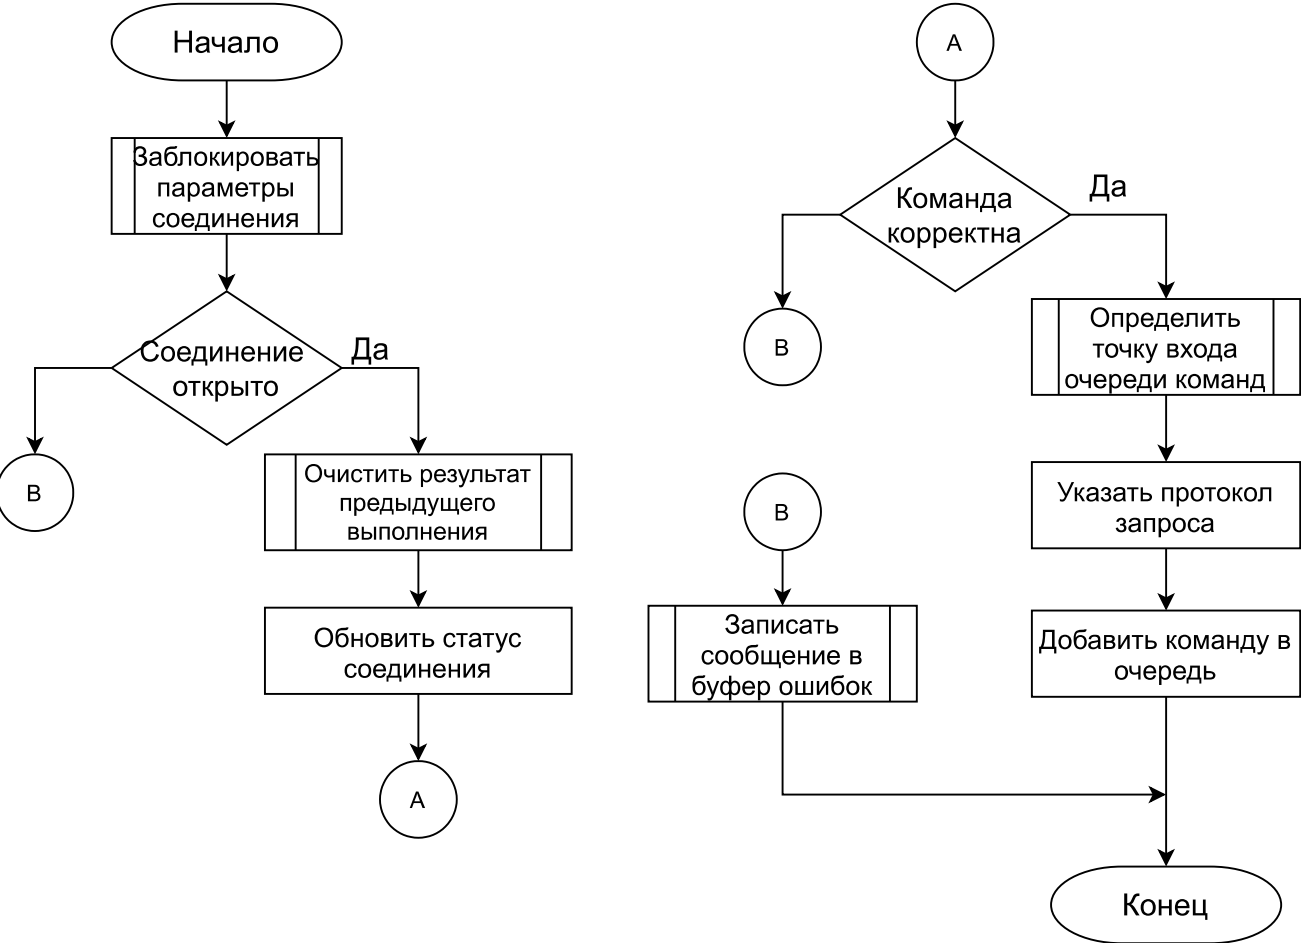 Начало
Заблокировать
параметры
соединения
Соединение
открыто
Да
В
Очистить результат
предыдущего
выполнения
Обновить статус
соединения
А
А
Команда
корректна
Да
В
Определить
точку входа
очереди команд
Указать протокол
запроса
Добавить команду в
очередь
В
Записать
сообщение в
буфер ошибок
Конец